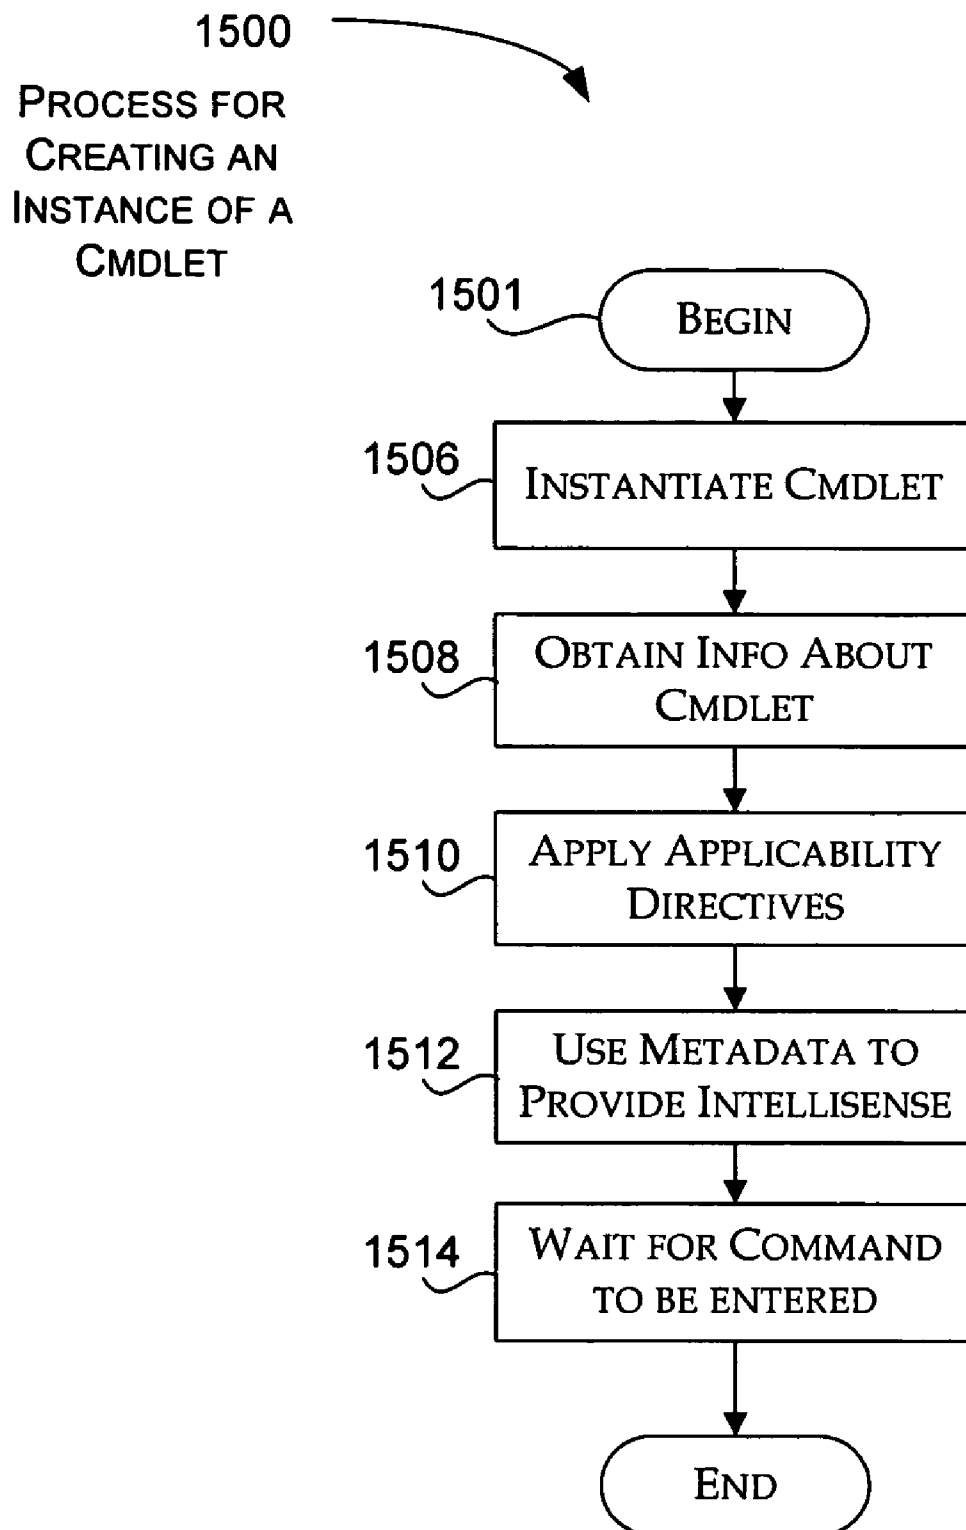 1500
PROCESS FOR
CREATING AN
INSTANCE OF A
CMDLET
1501
BEGIN
1506
INSTANTIATE CMDLET
1508
OBTAIN INFO ABOUT
CMDLET
1510
APPLY APPLICABILITY
DIRECTIVES
1512
USE METADATA TO
PROVIDE INTELLISENSE
1514
WAIT FOR COMMAND
TO BE ENTERED
END